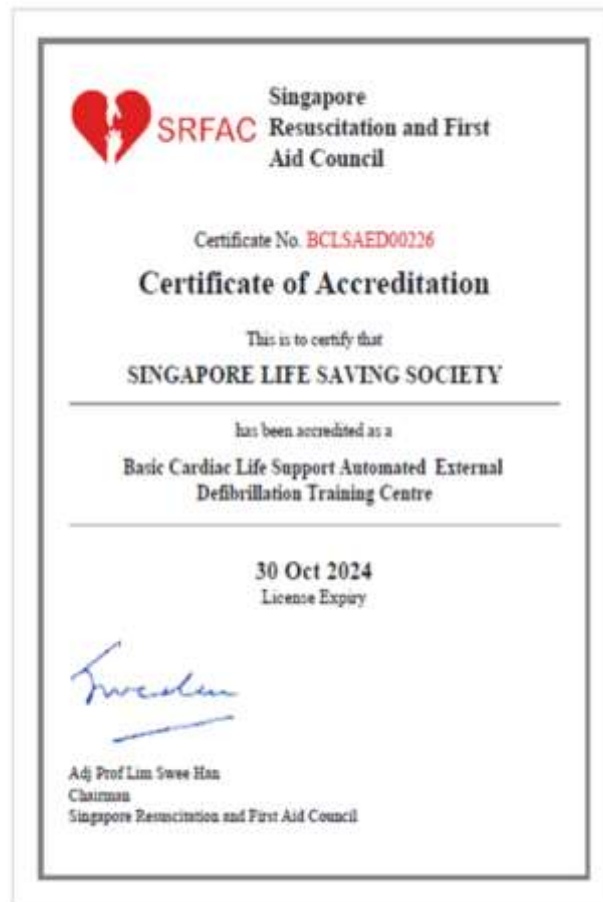 SRFAC
Singapore
Resuscitation and First
Aid Council
Certificate No. BCLSAED00226
Certificate of Accreditation
This is to certify that
SINGAPORE LIFE SAVING SOCIETY
has been accredited as a
Basic Cardiac Life Support Automated External
Defibrillation Training Centre
30 Oct 2024
License Expiry
Adj Prof Lim Swee Han
Chairman
Singapore Resuscitation and First Aid Council